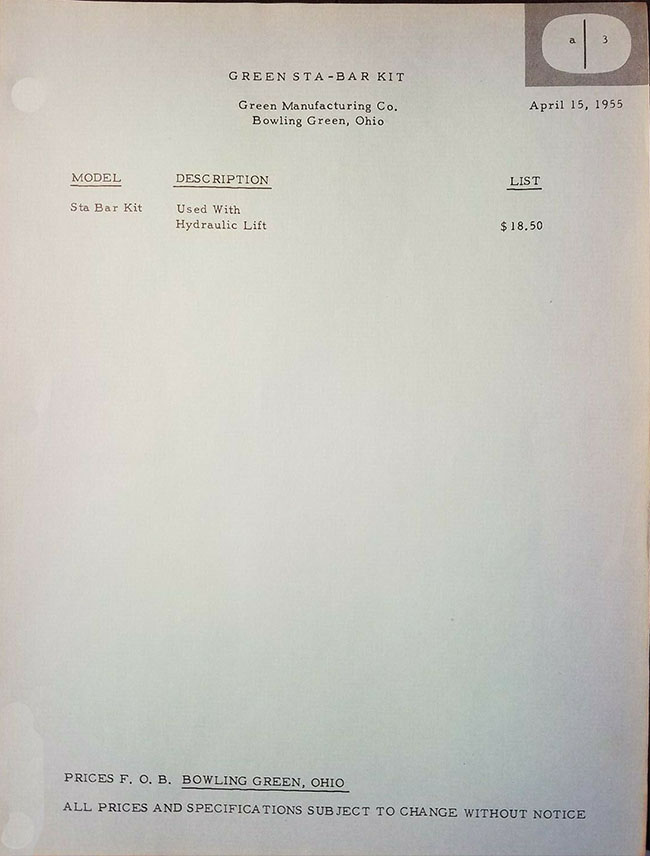 a | 3
GREEN STA-BAR KIT
Green Manufacturing Co. April 15, 1955
Bowling Green, Ohio
MODEL DESCRIPTION LIST
Sta Bar Kit Used With
Hydraulic Lift $18.50
PRICES F. O. B. BOWLING GREEN, OHIO
ALL PRICES AND SPECIFICATIONS SUBJECT TO CHANGE WITHOUT NOTICE